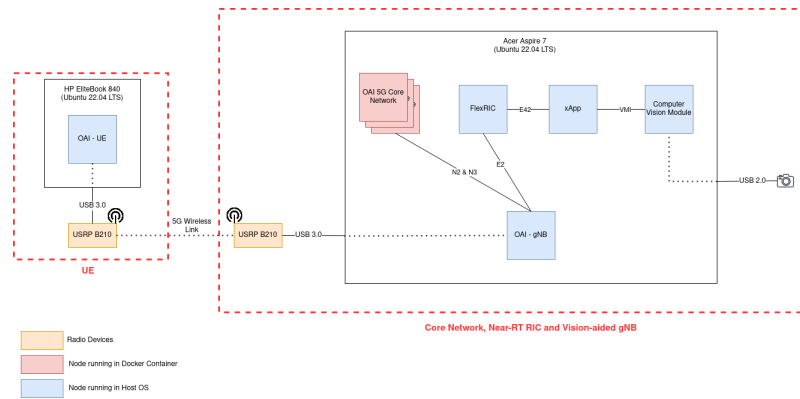 Acer Aspire 7
(Ubuntu 22.04 LTS)
HP EliteBook 840
(Ubuntu 22.04 LTS)
OAI - UE
OAI 5G Core
Network
FlexRIC
E42
xApp
VMI
Computer
Vision Module
E2
N2 & N3
USB 2.0
USB 3.0
USRP B210
5G Wireless
Link
USRP B210
USB 3.0
OAI - gNB
UE
Core Network, Near-RT RIC and Vision-aided gNB
Radio Devices
Node running in Docker Container
Node running in Host OS